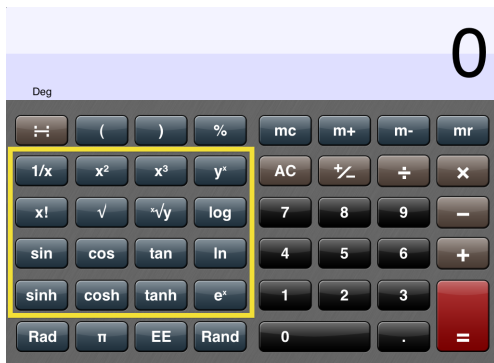 0
Deg
( ) % mc m+ m- mr
1/x x² x³ yˣ AC +/− ÷ ×
x! √ ˣ√y log 7 8 9 −
sin cos tan ln 4 5 6 +
sinh cosh tanh eˣ 1 2 3
Rad π EE Rand 0 . =